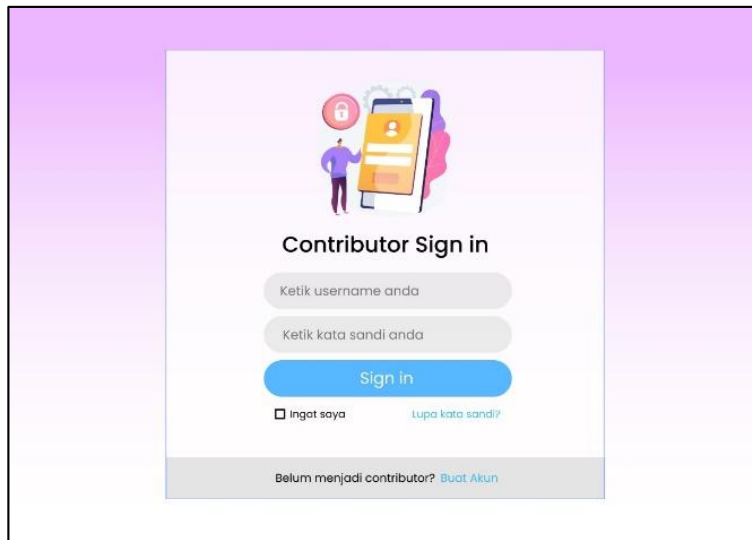 Contributor Sign in
Ketik username anda
Ketik kata sandi anda
Sign in
Ingat saya Lupa kata sandi?
Belum menjadi contributor? Buat Akun